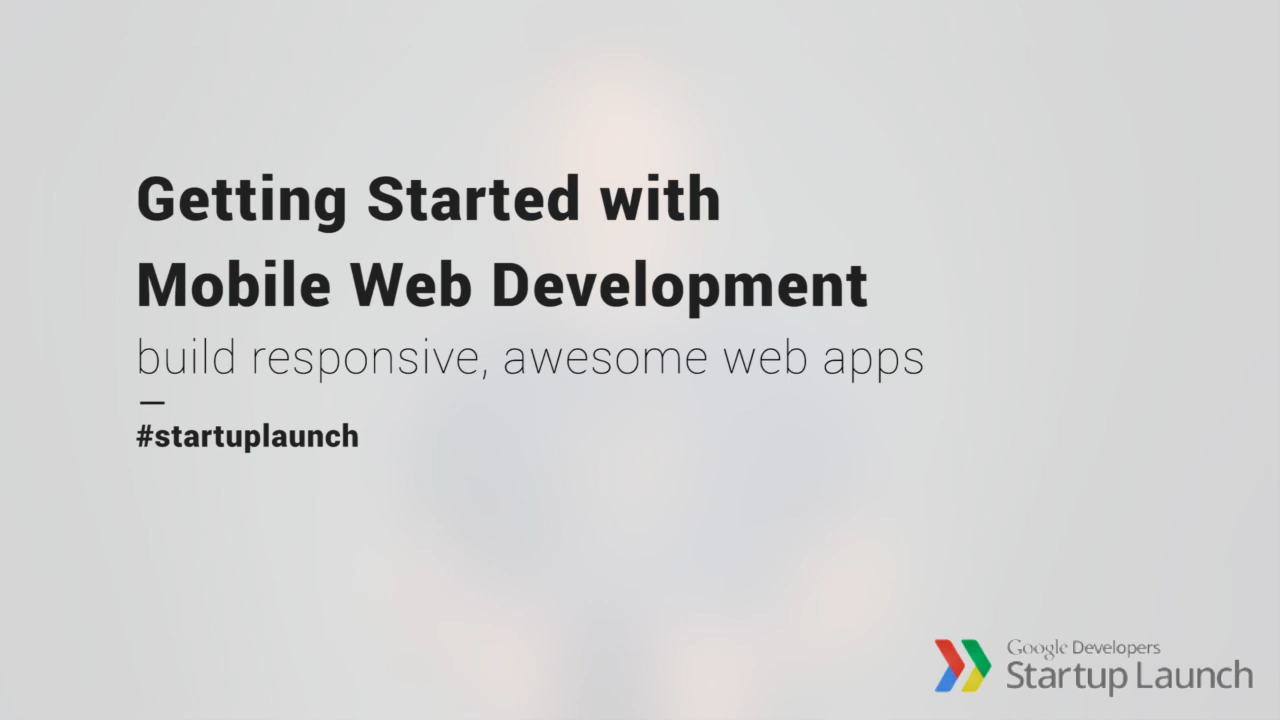 Getting Started with
Mobile Web Development
build responsive, awesome web apps
#startuplaunch
Google Developers
Startup Launch